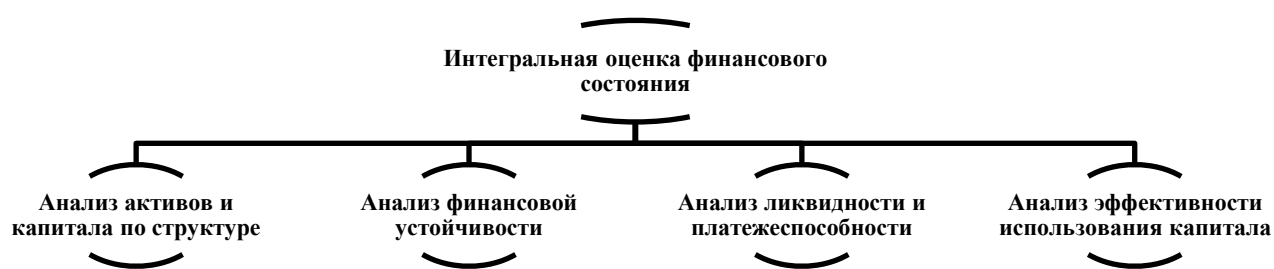 Интегральная оценка финансового
состояния
Анализ активов и
капитала по структуре
Анализ финансовой
устойчивости
Анализ ликвидности и
платежеспособности
Анализ эффективности
использования капитала